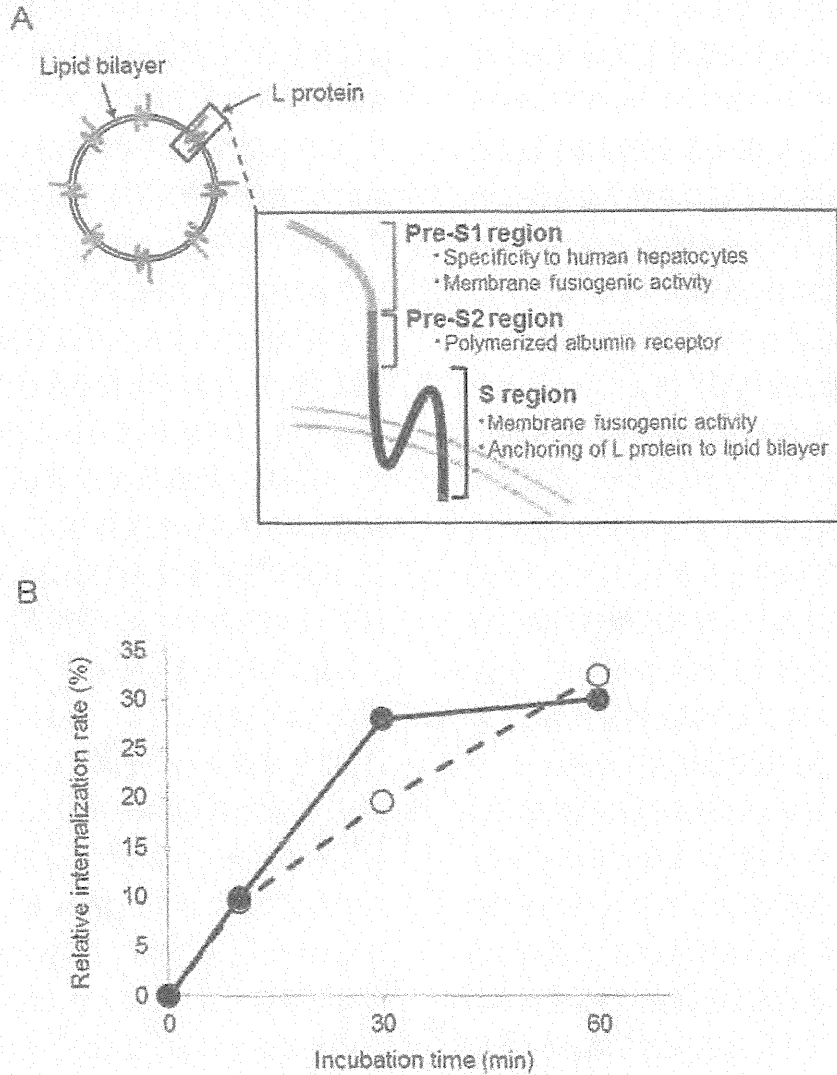 A
Lipid bilayer
L protein
Pre-S1 region
・Specificity to human hepatocytes
・Membrane fusiogenic activity
Pre-S2 region
・Polymerized albumin receptor
S region
・Membrane fusiogenic activity
・Anchoring of L protein to lipid bilayer
B
Relative internalization rate (%)
35
30
25
20
15
10
5
0
0 30 60
Incubation time (min)